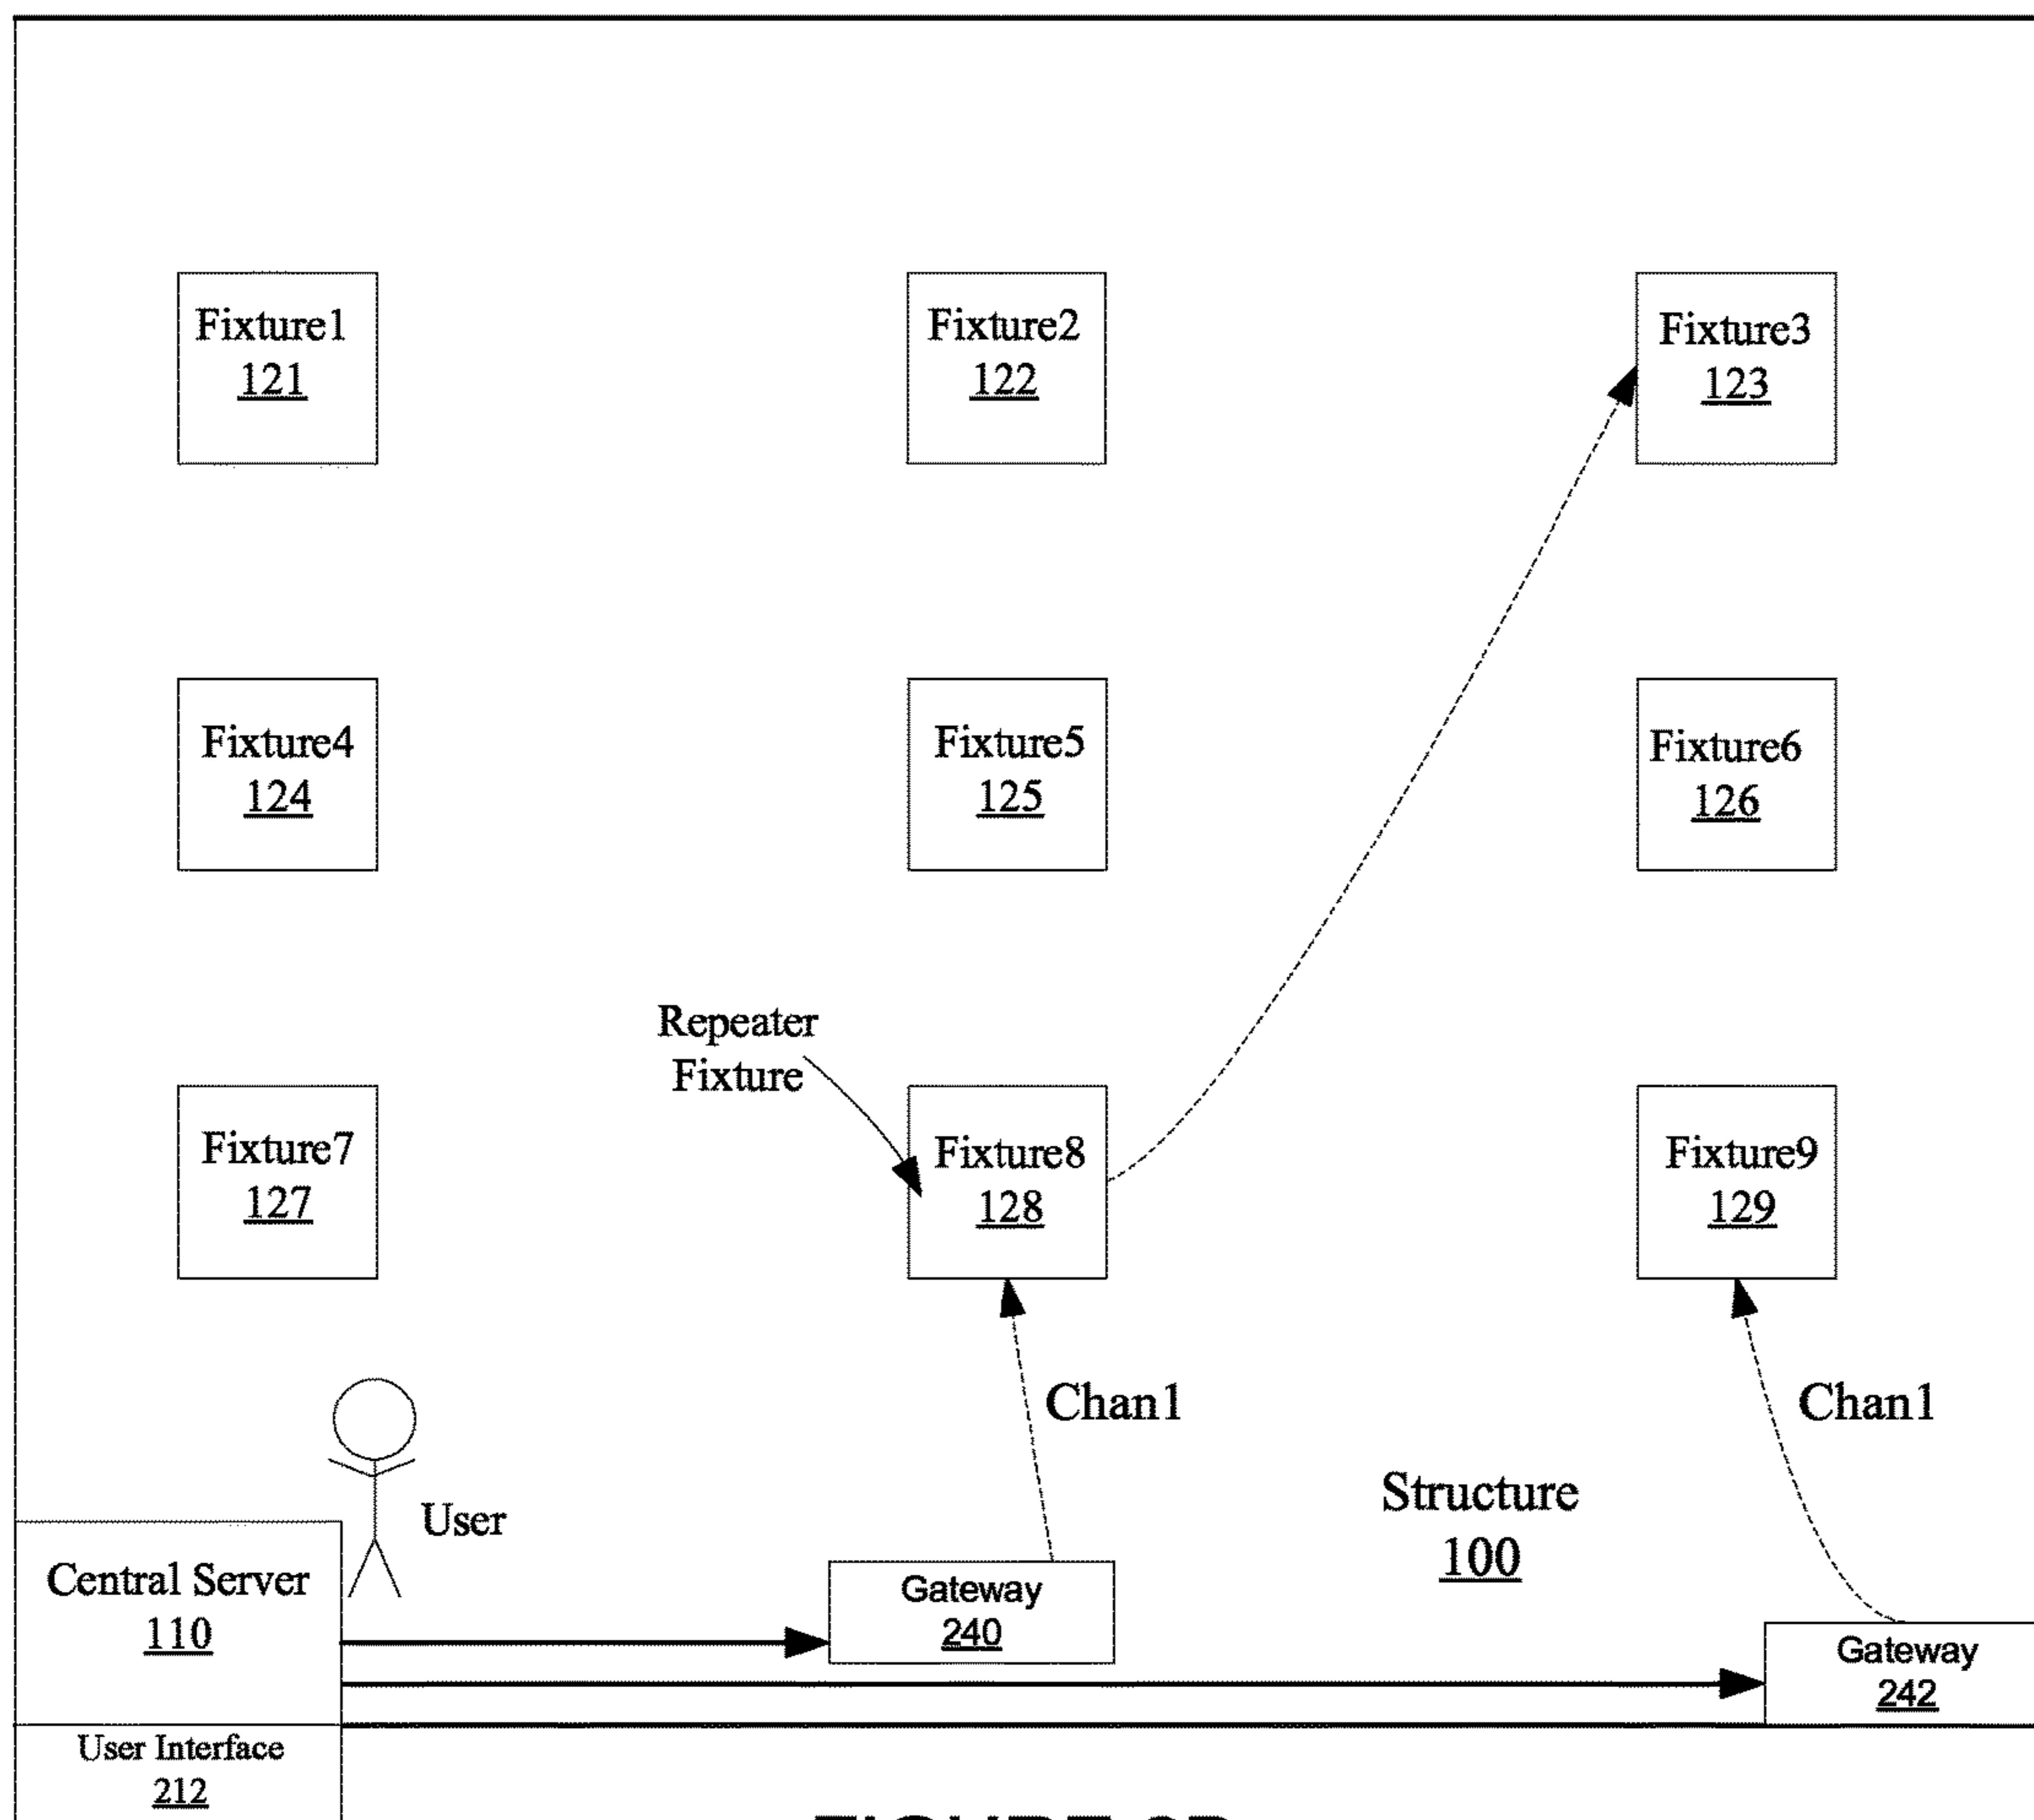 Fixture1
121
Fixture2
122
Fixture3
123
Fixture4
124
Fixture5
125
Fixture6
126
Repeater
Fixture
Fixture7
127
Fixture8
128
Fixture9
129
Chan1
Chan1
Structure
100
User
Central Server
110
Gateway
240
Gateway
242
User Interface
212